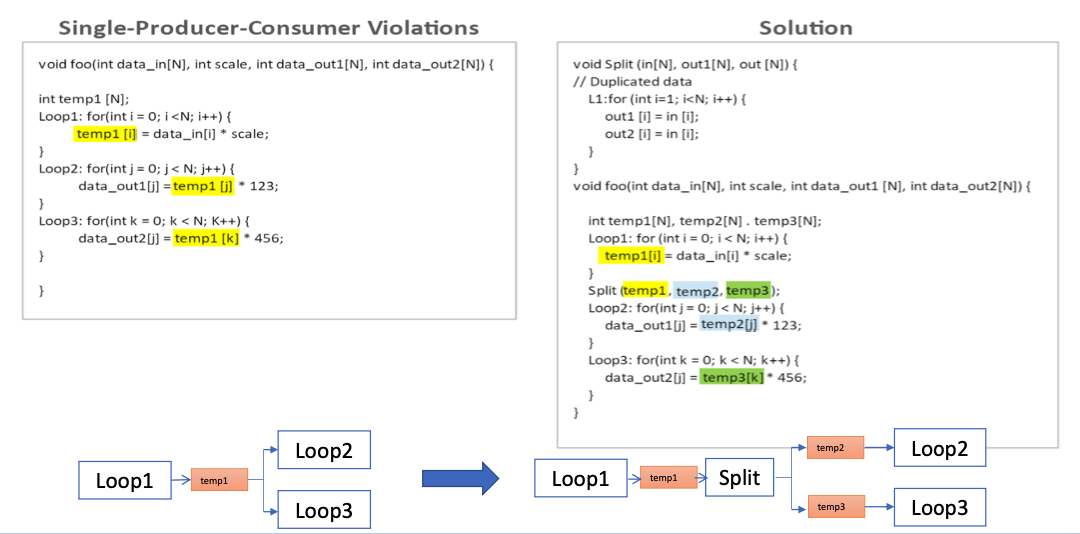 Single-Producer-Consumer Violations
void foo(int data_in[N], int scale, int data_out1[N], int data_out2[N]) {
int temp1 [N];
Loop1: for(int i = 0; i <N; i++) {
temp1 [i] = data_in[i] * scale;
}
Loop2: for(int j = 0; j < N; j++) {
data_out1[j] =temp1 [j] * 123;
}
Loop3: for(int k = 0; k < N; K++) {
data_out2[j] = temp1 [k] * 456;
}
}
Solution
void Split (in[N], out1[N], out [N]) {
// Duplicated data
L1:for (int i=1; i<N; i++) {
out1 [i] = in [i];
out2 [i] = in [i];
}
}
void foo(int data_in[N], int scale, int data_out1 [N], int data_out2[N]) {
int temp1[N], temp2[N] . temp3[N];
Loop1: for (int i = 0; i < N; i++) {
temp1[i] = data_in[i] * scale;
}
Split (temp1, temp2, temp3);
Loop2: for(int j = 0; j < N; j++) {
data_out1[j] = temp2[j] * 123;
}
Loop3: for(int k = 0; k < N; k++) {
data_out2[j] = temp3[k] * 456;
}
}
Loop1
temp1
Loop2
Loop3
Loop1
temp1
Split
temp2
Loop2
temp3
Loop3